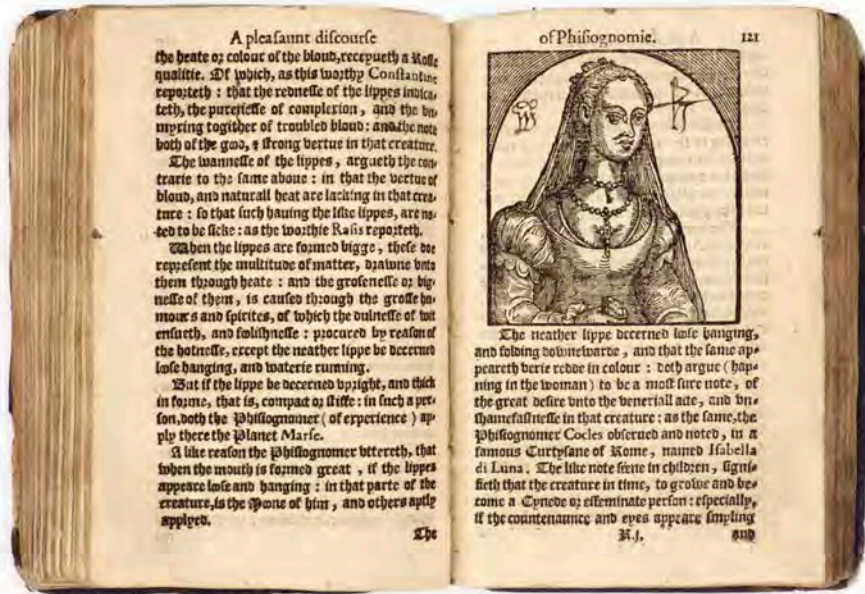 A pleasaunt discourse
the heate or colour of the bloud, receyueth a Rosse
qualitie. Of which, as this worthy Constantine
reporteth : that the rednesse of the lippes indica-
teth, the purenesse of complexion, and the vn-
myxing togither of troubled bloud : and the note
both of the good, & strong vertue in that creature.
The wannesse of the lippes, argueth the con-
trarie to the same aboue : in that the vertue of
bloud, and naturall heat are lacking in that crea-
ture : so that such hauing the like lippes, are no-
ted to be sicke : as the worthie Rasis reporteth.
When the lippes are formed bigge, these doe
represent the multitude of matter, drawne vnto
them through heate : and the grosenesse or big-
nesse of them, is caused through the grosse hu-
mours and spirites, of which the dulnesse of wit
ensueth, and foolishnesse : procured by reason of
the hotnesse, except the neather lippe be decerned
lose hanging, and waterie running.
But if the lippe be decerned vpright, and thick
in forme, that is, compact or stiffe : in such a per-
son, doth the Phisiognomer ( of experience ) ap-
ply there the Planet Marse.
A like reason the Phisiognomer vttereth, that
when the mouth is formed great , if the lippes
appeare lose and hanging : in that parte of the
creature, is the Moone of him , and others aptly
applyed.
The
of Phisiognomie. 121
The neather lippe decerned lose hanging,
and folding downewarde , and that the same ap-
peareth verie redde in colour : doth argue ( hap-
ning in the woman ) to be a most sure note, of
the great desire vnto the veneriall acte, and vn-
shamefastnesse in that creature : as the same, the
Phisiognomer Cocles obserued and noted, in a
famous Curtysane of Rome, named Isabella
di Luna. The like note seene in children, signi-
fieth that the creature in time, to growe and be-
come a Cynede or effeminate person : especially,
if the countenaunce and eyes appeare smyling
R.j. and